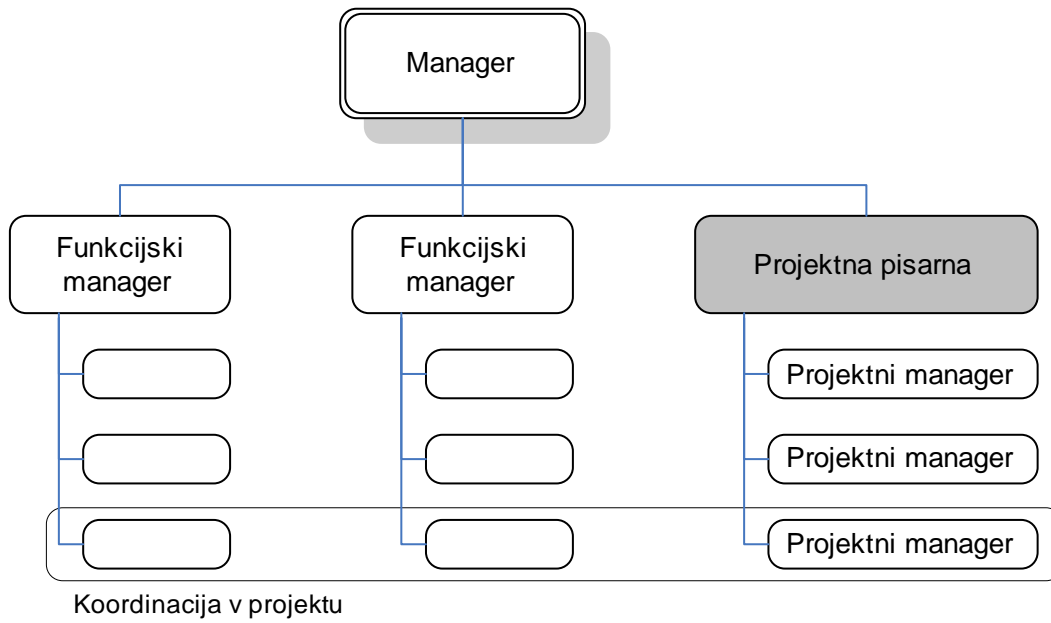 Manager
Funkcijski
manager
Funkcijski
manager
Projektna pisarna
Projektni manager
Projektni manager
Projektni manager
Koordinacija v projektu